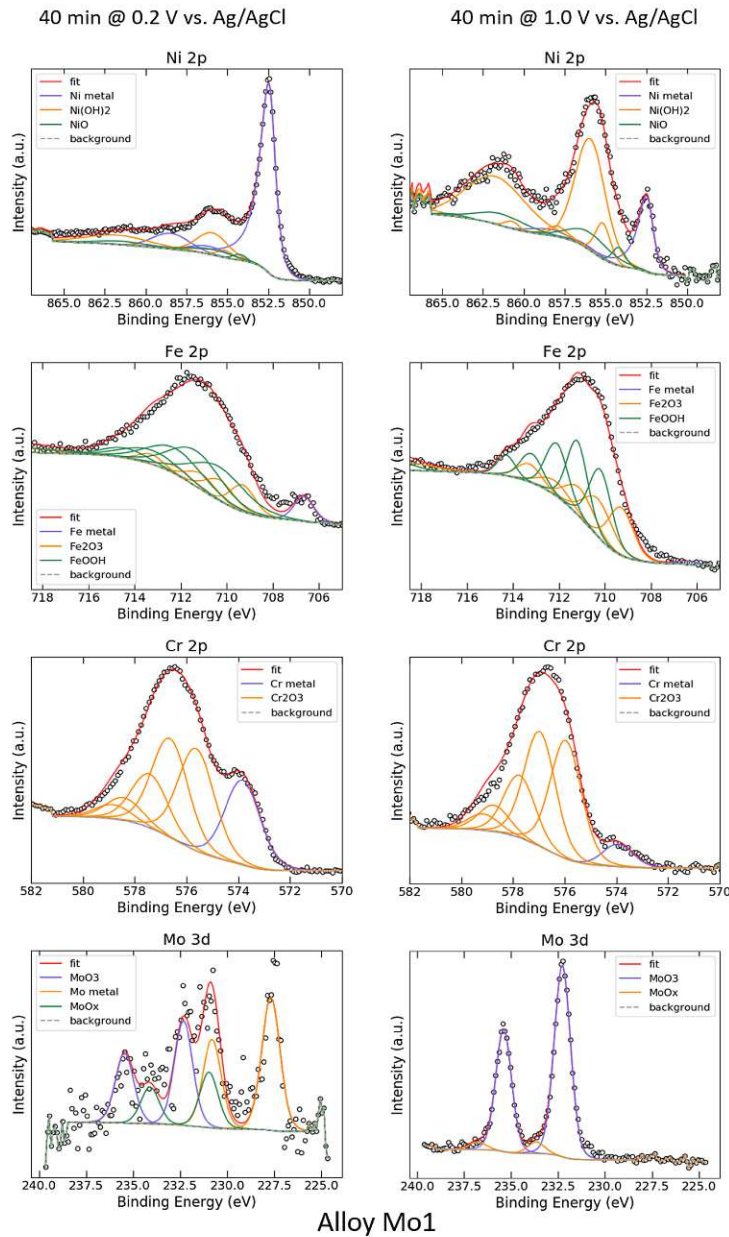 40 min @ 0.2 V vs. Ag/AgCl
40 min @ 1.0 V vs. Ag/AgCl
Ni 2p
fit
Ni metal
Ni(OH)2
NiO
background
Intensity (a.u.)
865.0 862.5 860.0 857.5 855.0 852.5 850.0
Binding Energy (eV)
Ni 2p
fit
Ni metal
Ni(OH)2
NiO
background
Intensity (a.u.)
865.0 862.5 860.0 857.5 855.0 852.5 850.0
Binding Energy (eV)
Fe 2p
fit
Fe metal
Fe2O3
FeOOH
background
Intensity (a.u.)
718 716 714 712 710 708 706
Binding Energy (eV)
Fe 2p
fit
Fe metal
Fe2O3
FeOOH
background
Intensity (a.u.)
718 716 714 712 710 708 706
Binding Energy (eV)
Cr 2p
fit
Cr metal
Cr2O3
background
Intensity (a.u.)
582 580 578 576 574 572 570
Binding Energy (eV)
Cr 2p
fit
Cr metal
Cr2O3
background
Intensity (a.u.)
582 580 578 576 574 572 570
Binding Energy (eV)
Mo 3d
fit
MoO3
Mo metal
MoOx
background
Intensity (a.u.)
240.0 237.5 235.0 232.5 230.0 227.5 225.0
Binding Energy (eV)
Mo 3d
fit
MoO3
MoOx
background
Intensity (a.u.)
240.0 237.5 235.0 232.5 230.0 227.5 225.0
Binding Energy (eV)
Alloy Mo1